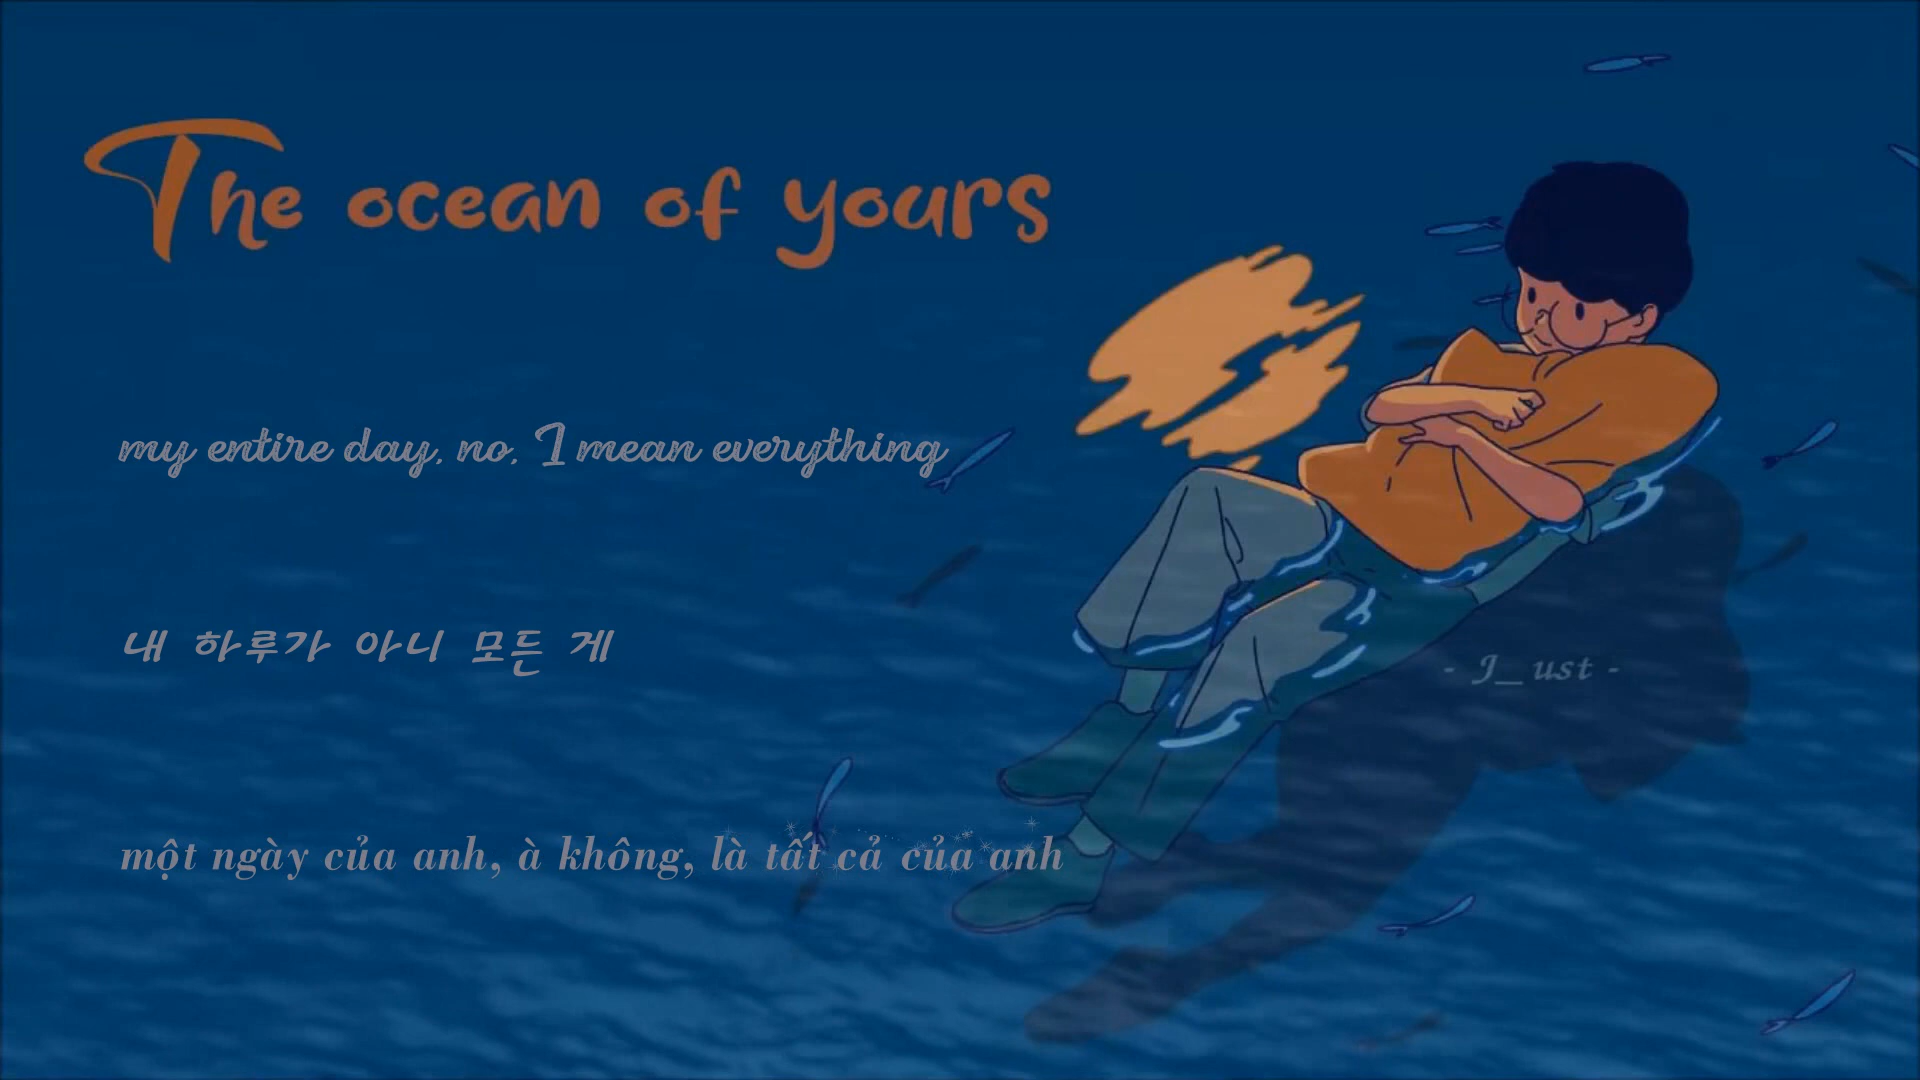 The ocean of yours
my entire day, no, I mean everything
내 하루가 아니 모든 게
- J_ust -
một ngày của anh, à không, là tất cả của anh